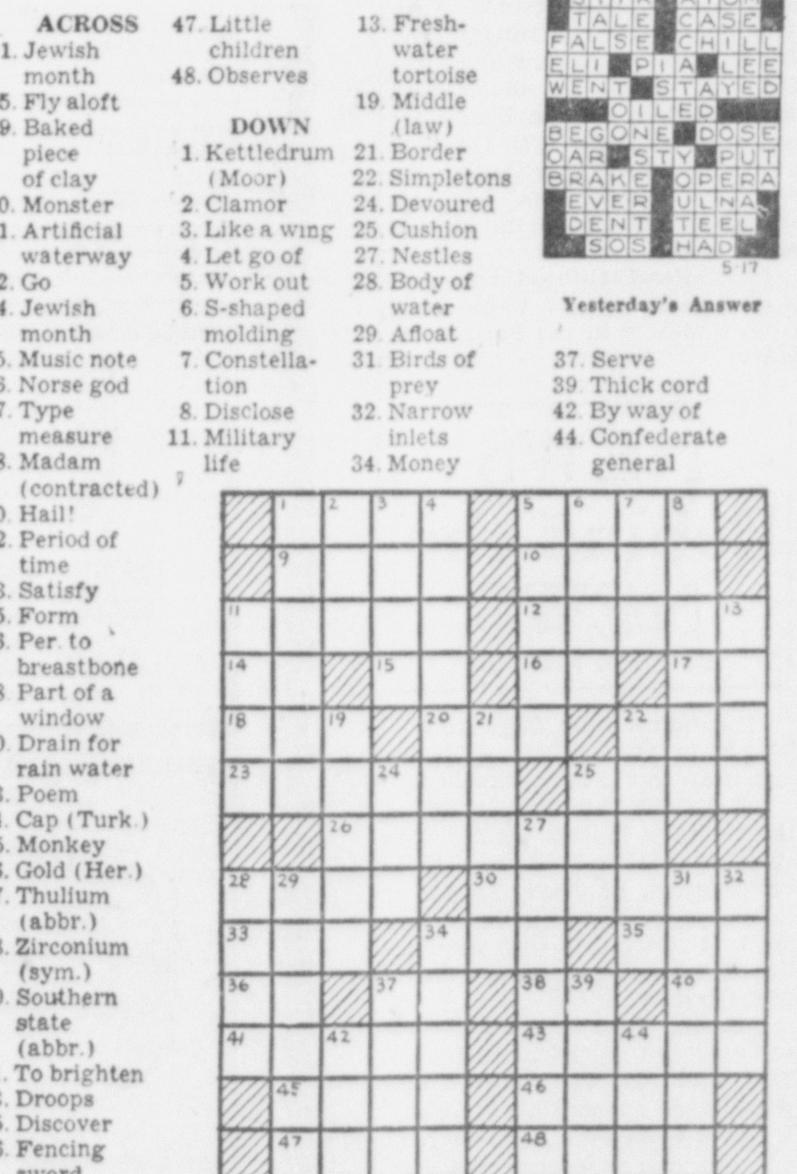 ACROSS
1. Jewish
month
5. Fly aloft
9. Baked
piece
of clay
0. Monster
1. Artificial
waterway
2. Go
4. Jewish
month
5. Music note
6. Norse god
7. Type
measure
8. Madam
(contracted)
0. Hail!
2. Period of
time
3. Satisfy
5. Form
6. Per. to
breastbone
8. Part of a
window
0. Drain for
rain water
3. Poem
4. Cap (Turk.)
5. Monkey
6. Gold (Her.)
7. Thulium
(abbr.)
8. Zirconium
(sym.)
9. Southern
state
(abbr.)
1. To brighten
3. Droops
5. Discover
6. Fencing
sword
47. Little
children
48. Observes
DOWN
1. Kettledrum
(Moor)
2. Clamor
3. Like a wing
4. Let go of
5. Work out
6. S-shaped
molding
7. Constella-
tion
8. Disclose
11. Military
life
13. Fresh-
water
tortoise
19. Middle
(law)
21. Border
22. Simpletons
24. Devoured
25. Cushion
27. Nestles
28. Body of
water
29. Afloat
31. Birds of
prey
32. Narrow
inlets
34. Money
TALE CASE
FALSE CHILL
ELI PIA LEE
WENT STAYED
OILED
BEGONE DOSE
OAR STY PUT
BRAKE OPERA
EVER ULNA
DENT TEEL
SOS HAD
5-17
Yesterday's Answer
37. Serve
39. Thick cord
42. By way of
44. Confederate
general
1 2 3 4 5 6 7 8
9 10
11 12 13
14 15 16 17
18 19 20 21 22
23 24 25
26 27
28 29 30 31 32
33 34 35
36 37 38 39 40
41 42 43 44
45 46
47 48